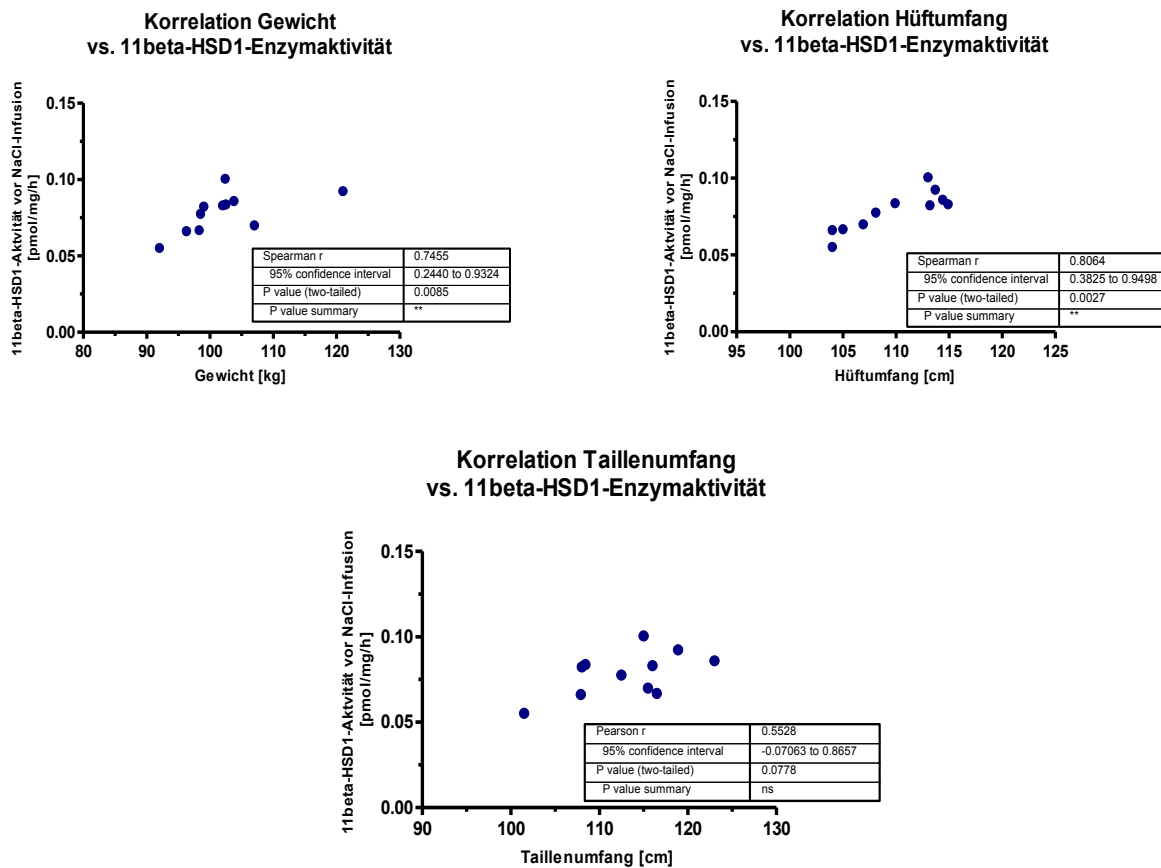 Korrelation Gewicht
vs. 11beta-HSD1-Enzymaktivität
11beta-HSD1-Aktvität vor NaCl-Infusion
[pmol/mg/h]
0.15
0.10
0.05
0.00
Spearman r 0.7455
95% confidence interval 0.2440 to 0.9324
P value (two-tailed) 0.0085
P value summary **
80 90 100 110 120 130
Gewicht [kg]
Korrelation Hüftumfang
vs. 11beta-HSD1-Enzymaktivität
11beta-HSD1-Aktvität vor NaCl-Infusion
[pmol/mg/h]
0.15
0.10
0.05
0.00
Spearman r 0.8064
95% confidence interval 0.3825 to 0.9498
P value (two-tailed) 0.0027
P value summary **
95 100 105 110 115 120 125
Hüftumfang [cm]
Korrelation Taillenumfang
vs. 11beta-HSD1-Enzymaktivität
11beta-HSD1-Aktvität vor NaCl-Infusion
[pmol/mg/h]
0.15
0.10
0.05
0.00
Pearson r 0.5528
95% confidence interval -0.07063 to 0.8657
P value (two-tailed) 0.0778
P value summary ns
90 100 110 120 130
Taillenumfang [cm]